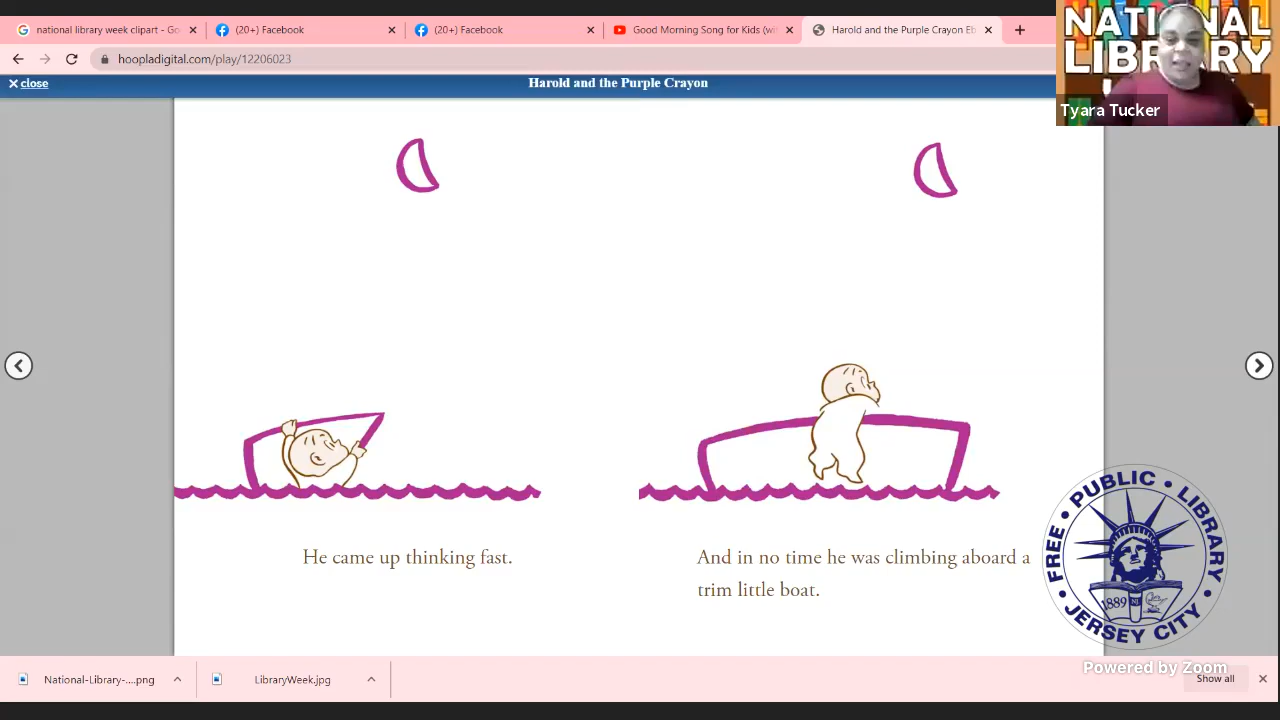 national library week clipart - Go
(20+) Facebook
(20+) Facebook
Good Morning Song for Kids (wi
Harold and the Purple Crayon Eb
hoopladigital.com/play/12206023
close
Harold and the Purple Crayon
NATIONAL
LIBRARY
Tyara Tucker
He came up thinking fast.
And in no time he was climbing aboard a
trim little boat.
FREE • PUBLIC • LIBRARY
• JERSEY CITY •
1889
NJ
Powered by Zoom
National-Library-....png
LibraryWeek.jpg
Show all